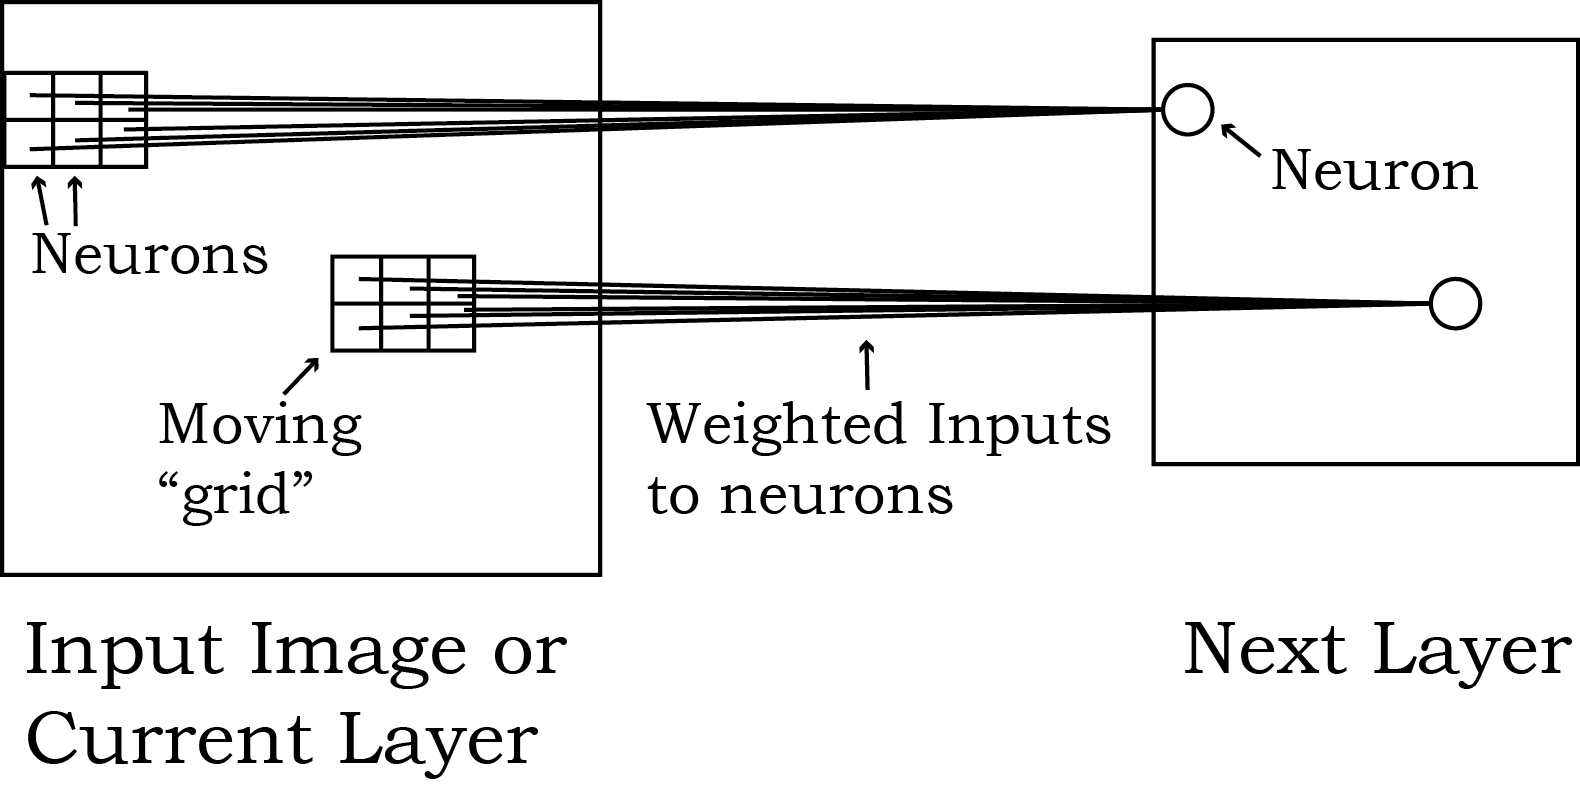 Neuron
Neurons
Moving
“grid”
Weighted Inputs
to neurons
Input Image or
Current Layer
Next Layer